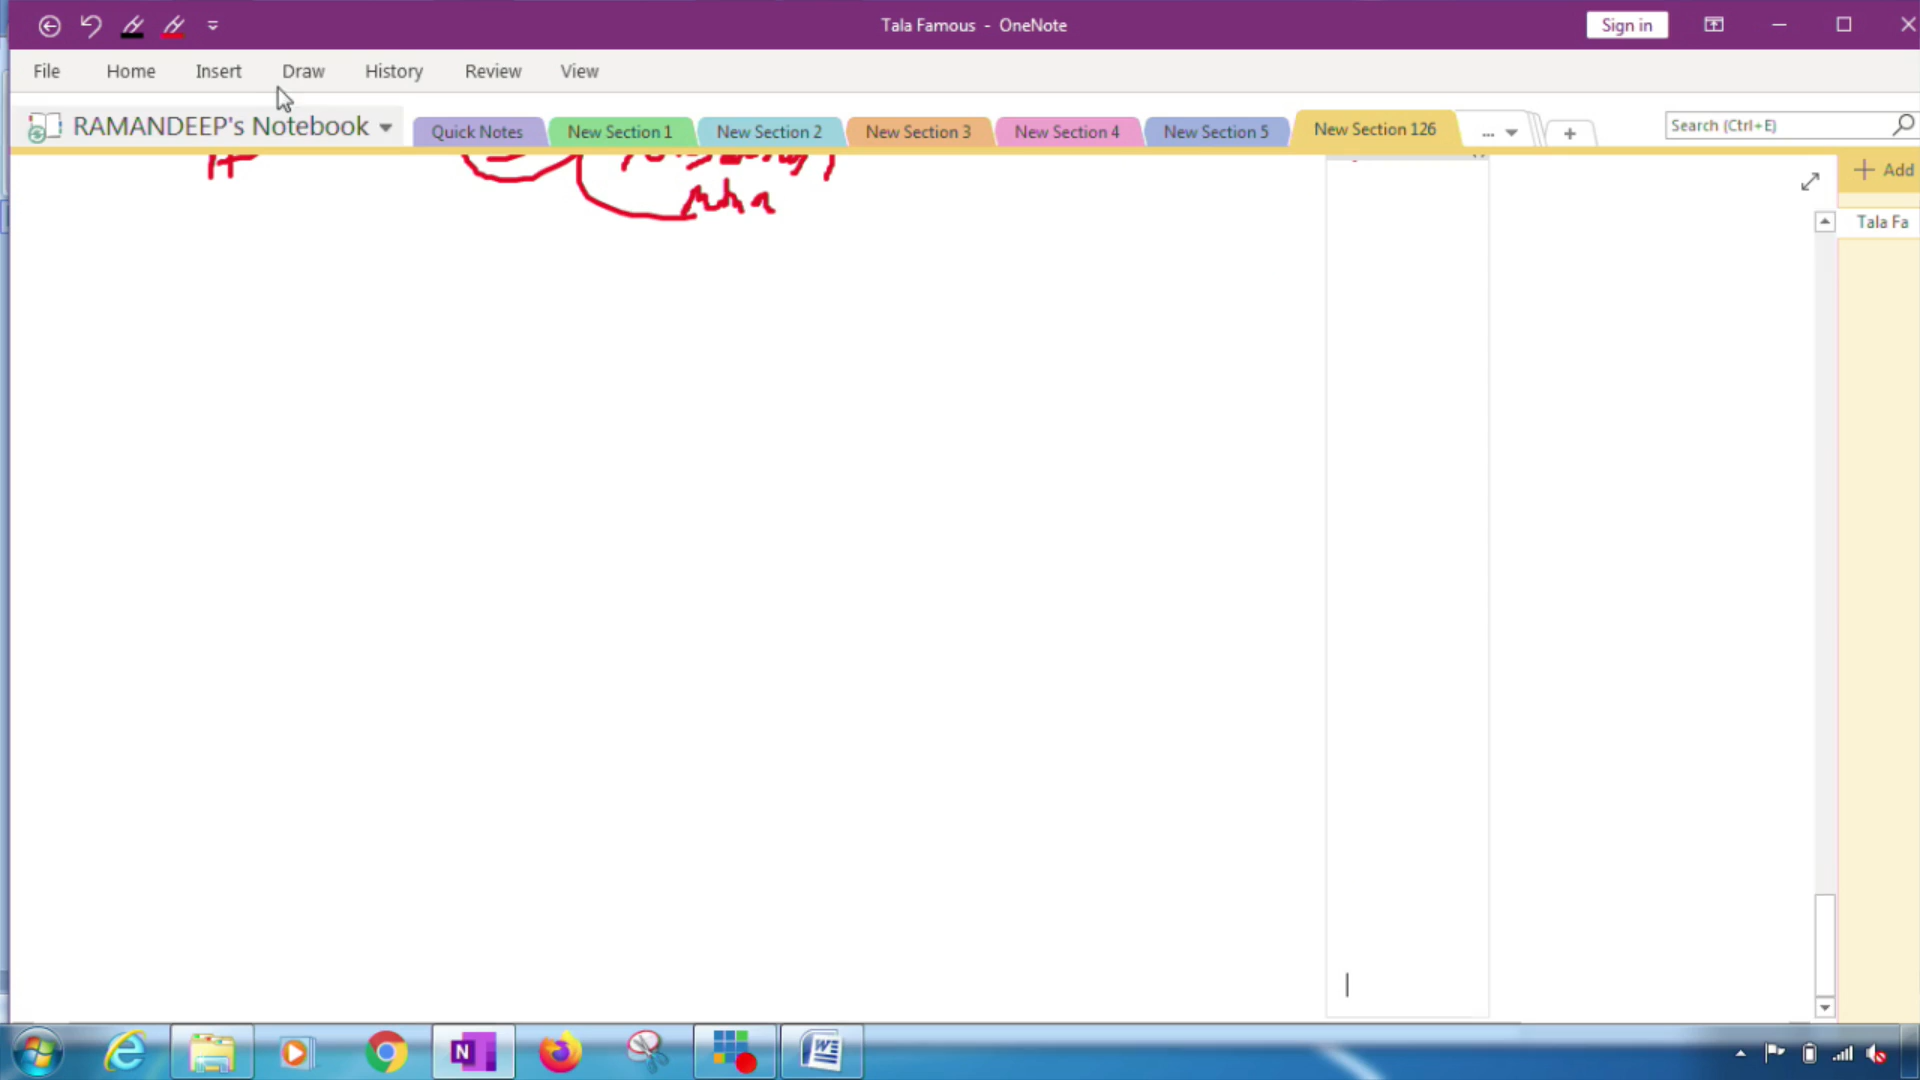 Tala Famous - OneNote
Sign in
File Home Insert Draw History Review View
RAMANDEEP's Notebook
Quick Notes New Section 1 New Section 2 New Section 3 New Section 4 New Section 5 New Section 126 ...
Search (Ctrl+E)
Add
Tala Fa